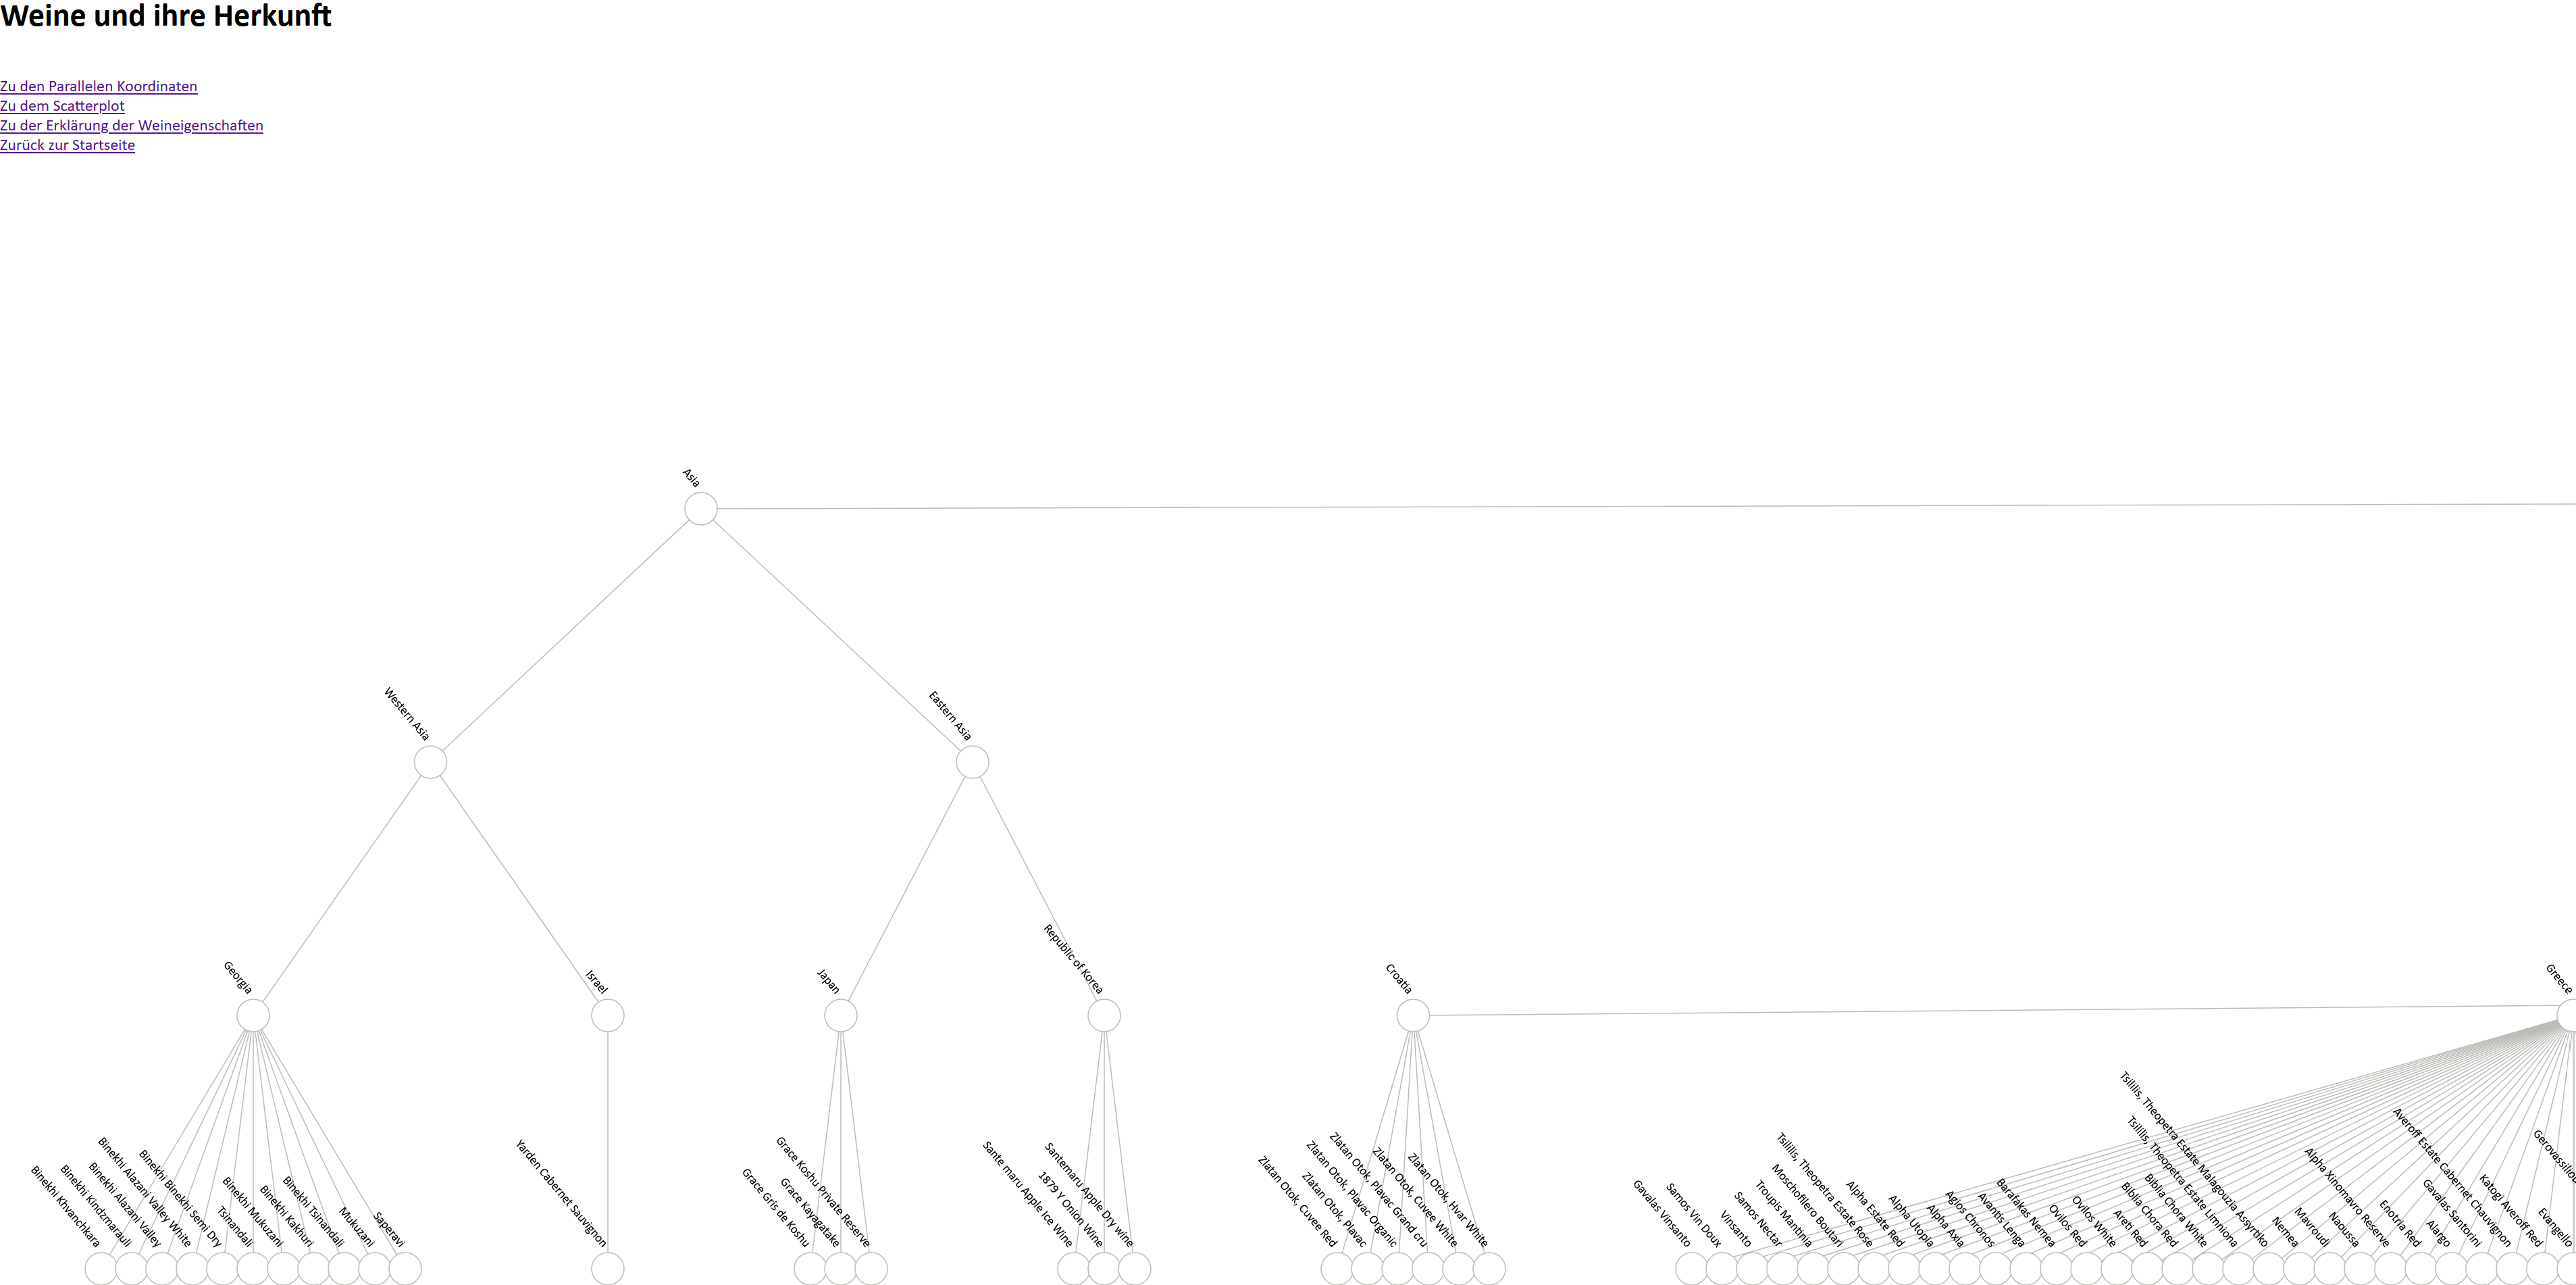 Weine und ihre Herkunft
Zu den Parallelen Koordinaten
Zu dem Scatterplot
Zu der Erklärung der Weineigenschaften
Zurück zur Startseite
Asia
Western Asia
Eastern Asia
Georgia
Israel
Japan
Republic of Korea
Croatia
Greece
Binekhi Khvanchkara
Binekhi Kindzmarauli
Binekhi Alazani Valley
Binekhi Alazani Valley White
Binekhi Binekhi Semi Dry
Tsinandali
Binekhi Mukuzani
Binekhi Kakhuri
Binekhi Tsinandali
Mukuzani
Saperavi
Yarden Cabernet Sauvignon
Grace Gris de Koshu
Grace Kayagatake
Grace Koshu Private Reserve
Sante maru Apple Ice Wine
1879 Y Onion Wine
Santemaru Apple Dry wine
Zlatan Otok, Cuvee Red
Zlatan Otok, Plavac
Zlatan Otok, Plavac Organic
Zlatan Otok, Plavac Grand cru
Zlatan Otok, Cuvee White
Zlatan Otok, Hvar White
Gavalas Vinsanto
Samos Vin Doux
Vinsanto
Samos Nectar
Troupis Mantinia
Moschofilero Boutari
Tsililis, Theopetra Estate Rose
Alpha Estate Red
Alpha Utopia
Alpha Axia
Agios Chronos
Avantis Lenga
Barafakas Nemea
Ovilos Red
Ovilos White
Areti Red
Biblia Chora Red
Biblia Chora White
Tsililis, Theopetra Estate Limniona
Tsililis, Theopetra Estate Malagouzia Assyrtiko
Nemea
Mavroudi
Naoussa
Alpha Xinomavro Reserve
Enotria Red
Alargo
Gavalas Santorini
Averoff Estate Cabernet Chauvignon
Katogi Averoff Red
Evangello